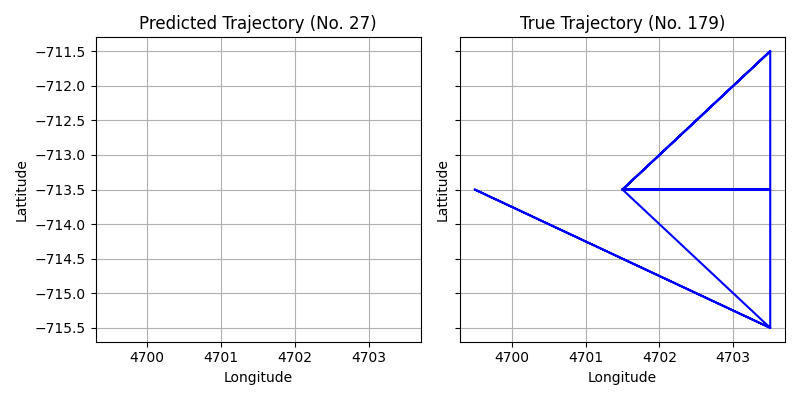 Predicted Trajectory (No. 27)
True Trajectory (No. 179)
−711.5
−712.0
−712.5
−713.0
−713.5
−714.0
−714.5
−715.0
−715.5
Lattitude
Lattitude
4700
4701
4702
4703
4700
4701
4702
4703
Longitude
Longitude